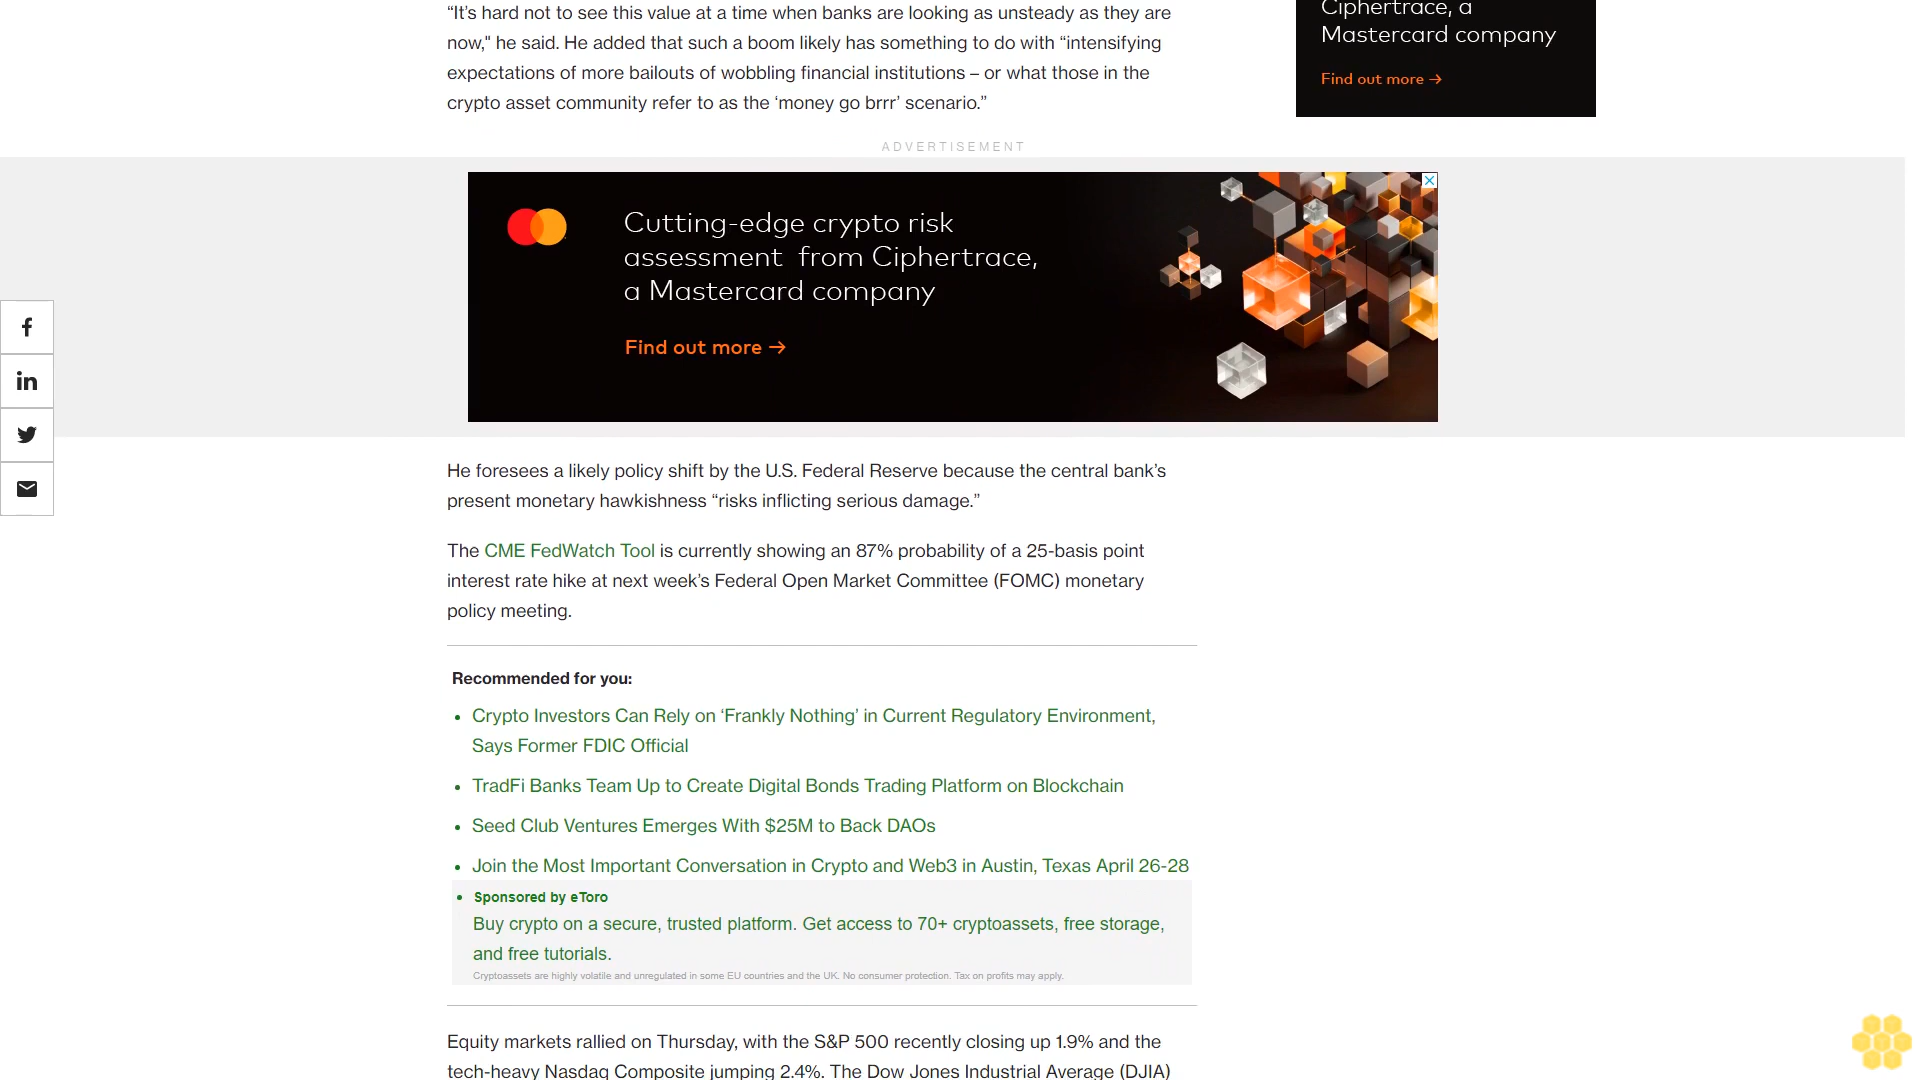 “It’s hard not to see this value at a time when banks are looking as unsteady as they are
now," he said. He added that such a boom likely has something to do with “intensifying
expectations of more bailouts of wobbling financial institutions – or what those in the
crypto asset community refer to as the ‘money go brrr’ scenario.”
Ciphertrace, a
Mastercard company
Find out more →
ADVERTISEMENT
Cutting-edge crypto risk
assessment from Ciphertrace,
a Mastercard company
Find out more →
He foresees a likely policy shift by the U.S. Federal Reserve because the central bank’s
present monetary hawkishness “risks inflicting serious damage.”
The CME FedWatch Tool is currently showing an 87% probability of a 25-basis point
interest rate hike at next week’s Federal Open Market Committee (FOMC) monetary
policy meeting.
Recommended for you:
• Crypto Investors Can Rely on ‘Frankly Nothing’ in Current Regulatory Environment,
Says Former FDIC Official
• TradFi Banks Team Up to Create Digital Bonds Trading Platform on Blockchain
• Seed Club Ventures Emerges With $25M to Back DAOs
• Join the Most Important Conversation in Crypto and Web3 in Austin, Texas April 26-28
• Sponsored by eToro
Buy crypto on a secure, trusted platform. Get access to 70+ cryptoassets, free storage,
and free tutorials.
Cryptoassets are highly volatile and unregulated in some EU countries and the UK. No consumer protection. Tax on profits may apply.
Equity markets rallied on Thursday, with the S&P 500 recently closing up 1.9% and the
tech-heavy Nasdaq Composite jumping 2.4%. The Dow Jones Industrial Average (DJIA)